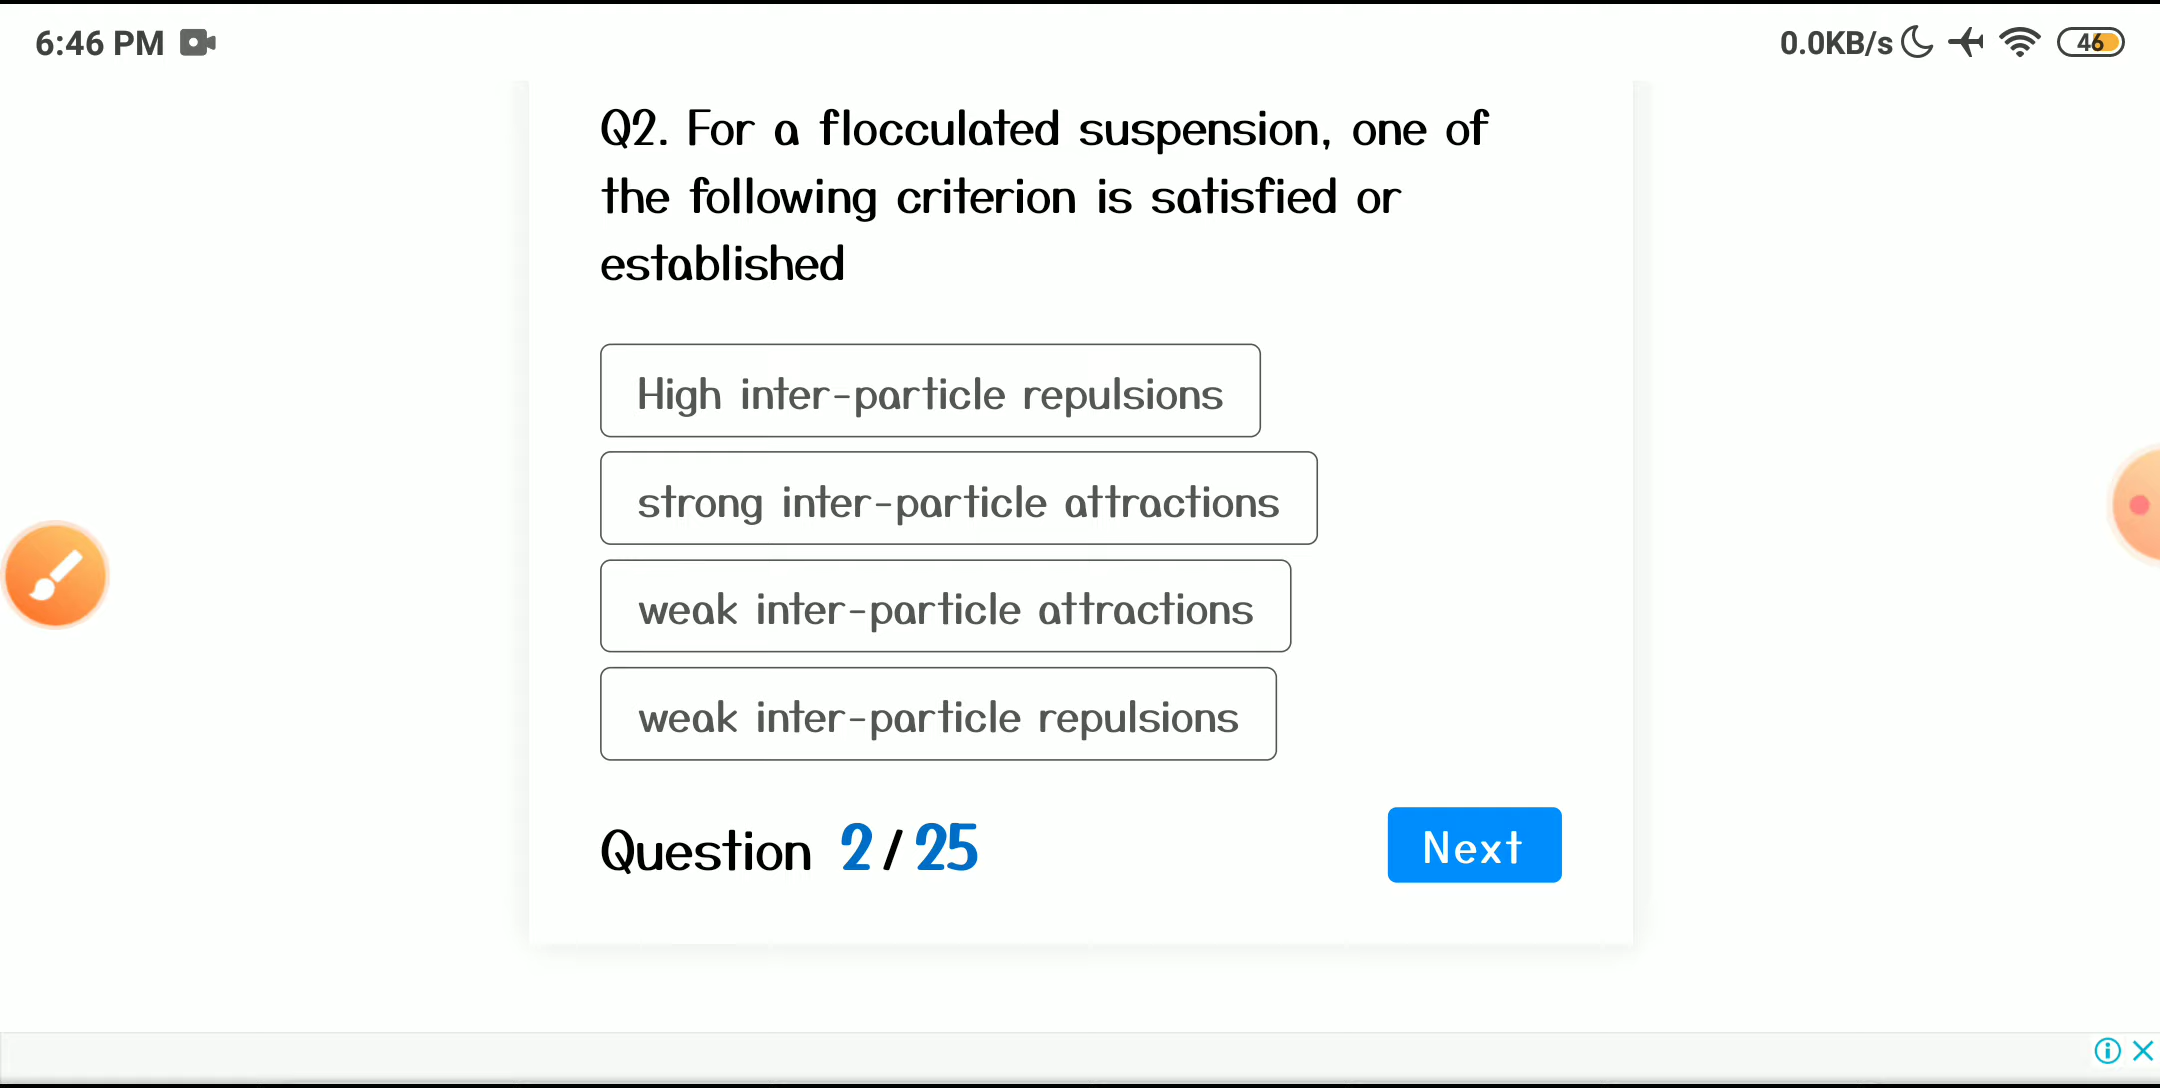 6:46 PM 0.0KB/s 46
Q2. For a flocculated suspension, one of
the following criterion is satisfied or
established
High inter-particle repulsions
strong inter-particle attractions
weak inter-particle attractions
weak inter-particle repulsions
Question 2/25 Next